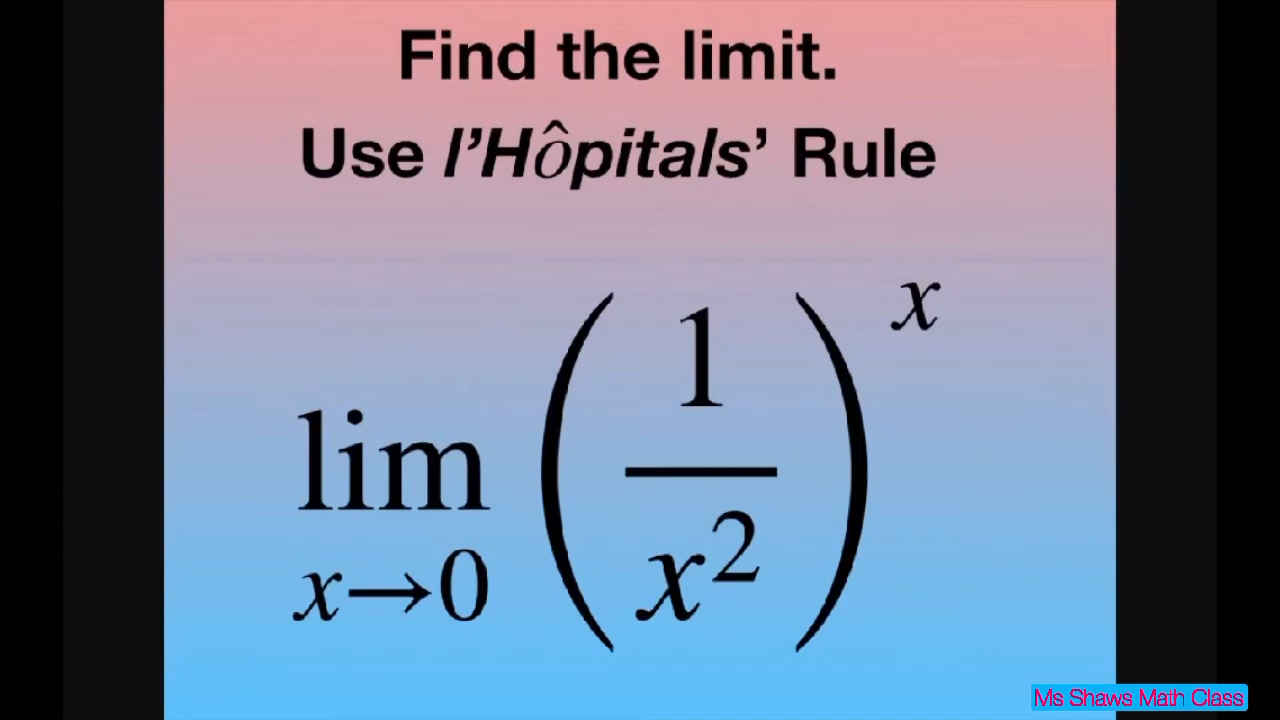 Find the limit.
Use l'Hôpitals' Rule
lim x→0 (1/x²)^x
Ms Shaws Math Class